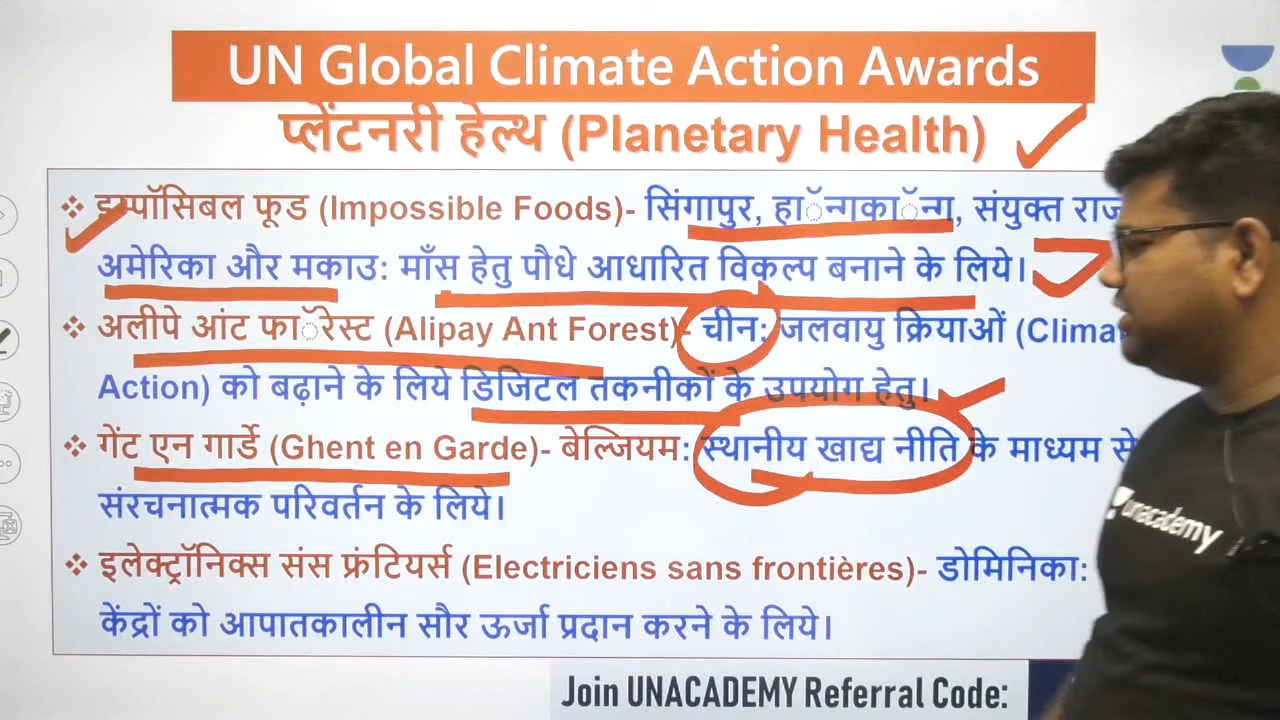 UN Global Climate Action Awards
प्लेंटनरी हेल्थ (Planetary Health)
❖ इम्पॉसिबल फूड (Impossible Foods)- सिंगापुर, हाॅन्गकाॅन्ग, संयुक्त
अमेरिका और मकाउ: माँस हेतु पौधे आधारित विकल्प बनाने के लिये।
❖ अलीपे आंट फाॅरेस्ट (Alipay Ant Forest)- चीन: जलवायु क्रियाओं
Action) को बढ़ाने के लिये डिजिटल तकनीकों के उपयोग हेतु।
❖ गेंट एन गार्डे (Ghent en Garde)- बेल्जियम: स्थानीय खाद्य नीति के माध्यम से
संरचनात्मक परिवर्तन के लिये।
❖ इलेक्ट्रॉनिक्स संस फ्रंटियर्स (Electriciens sans frontières)- डोमिनिका:
केंद्रों को आपातकालीन सौर ऊर्जा प्रदान करने के लिये।
unacademy
Join UNACADEMY Referral Code: